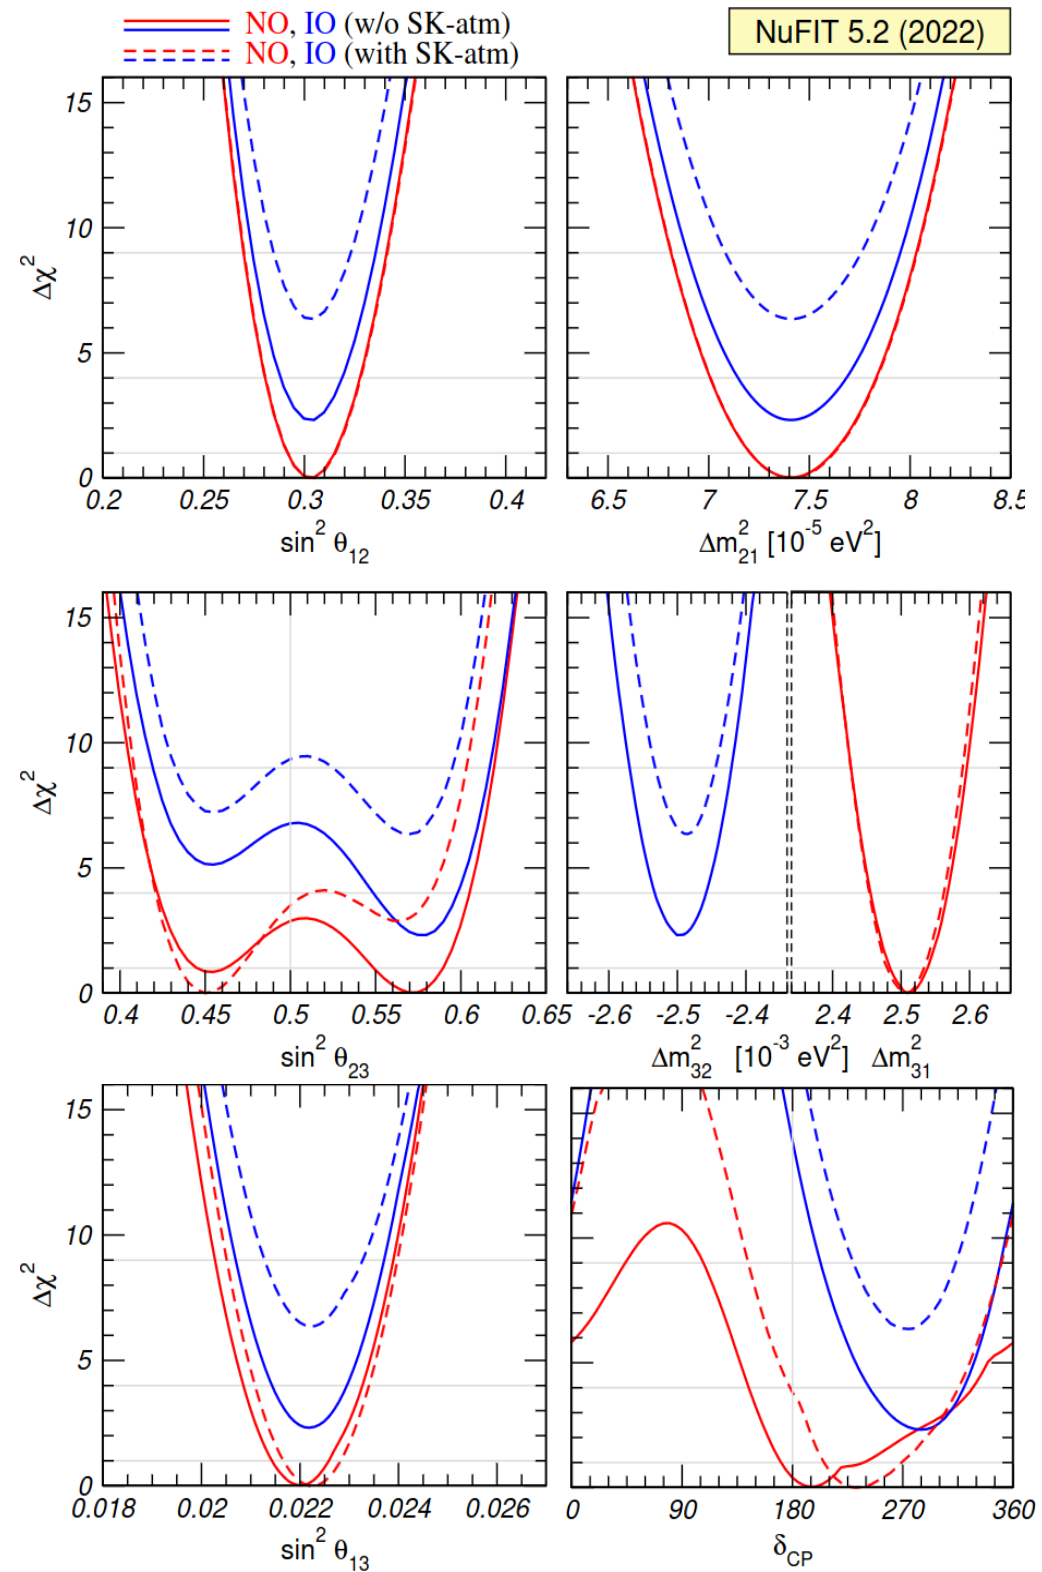 NO, IO (w/o SK-atm)
NO, IO (with SK-atm)
NuFIT 5.2 (2022)
15
10
5
0
Δχ²
0.2 0.25 0.3 0.35 0.4
sin² θ₁₂
6.5 7 7.5 8 8.5
Δm²₂₁ [10⁻⁵ eV²]
15
10
5
0
Δχ²
0.4 0.45 0.5 0.55 0.6 0.65
sin² θ₂₃
-2.6 -2.5 -2.4 2.4 2.5 2.6
Δm²₃₂ [10⁻³ eV²] Δm²₃₁
15
10
5
0
Δχ²
0.018 0.02 0.022 0.024 0.026
sin² θ₁₃
0 90 180 270 360
δCP